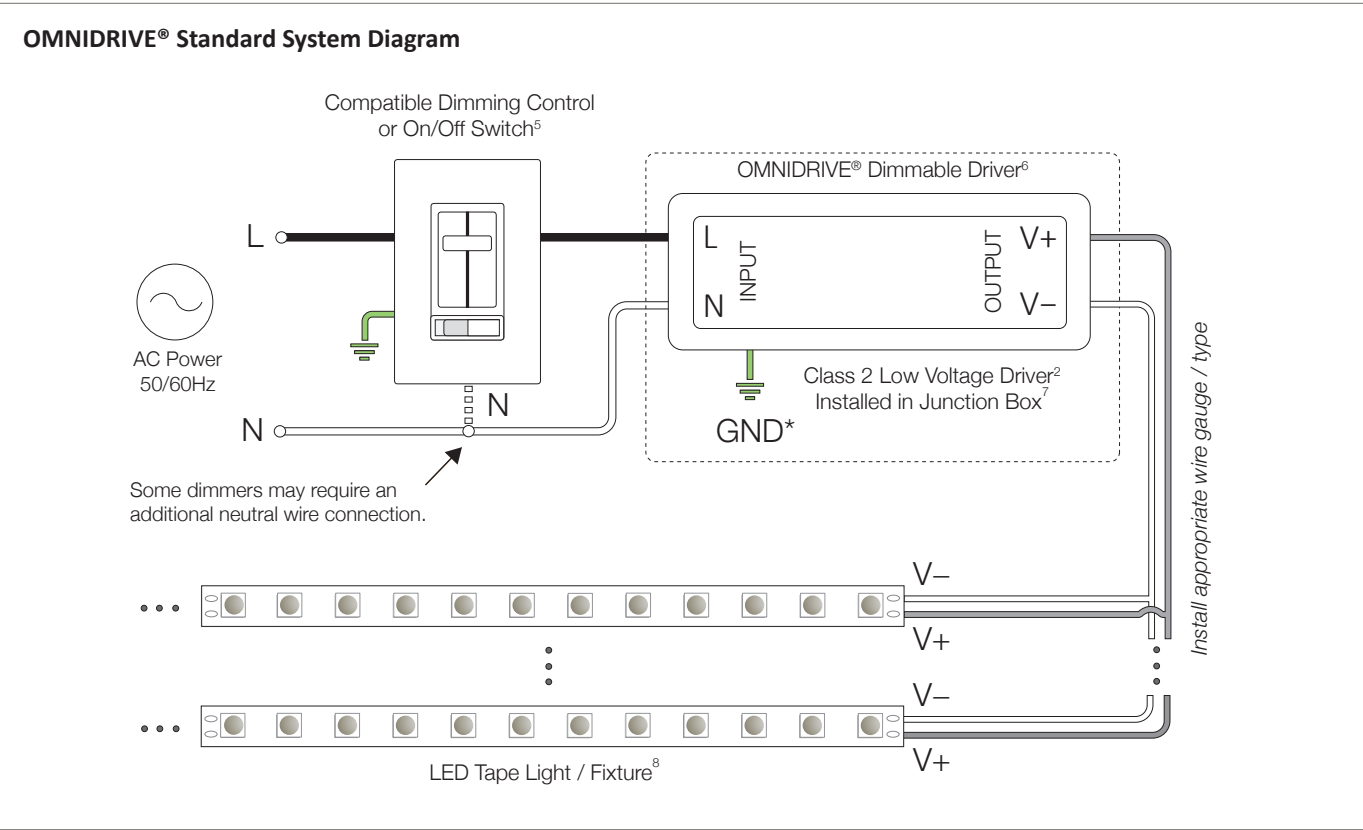 OMNIDRIVE® Standard System Diagram
Compatible Dimming Control
or On/Off Switch⁵
OMNIDRIVE® Dimmable Driver⁶
L
L
INPUT
OUTPUT
V+
N
V–
AC Power
50/60Hz
Class 2 Low Voltage Driver²
Installed in Junction Box⁷
GND*
N
N
Some dimmers may require an
additional neutral wire connection.
Install appropriate wire gauge / type
V–
V+
V–
V+
LED Tape Light / Fixture⁸